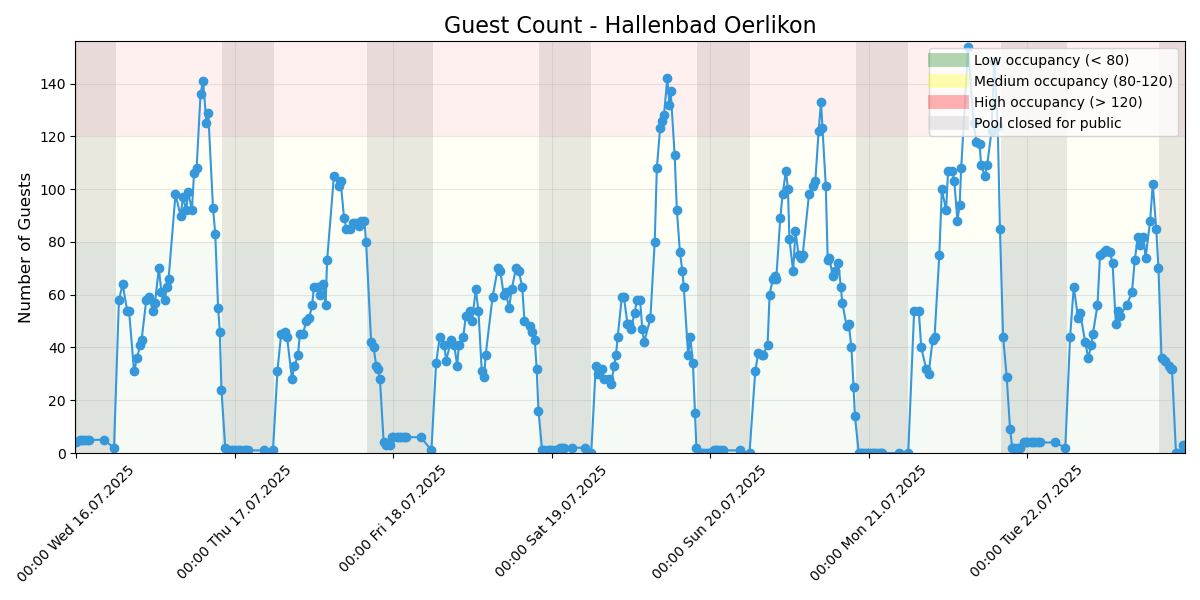 Guest Count - Hallenbad Oerlikon
Number of Guests
140
120
100
80
60
40
20
0
Low occupancy (< 80)
Medium occupancy (80-120)
High occupancy (> 120)
Pool closed for public
00:00 Wed 16.07.2025
00:00 Thu 17.07.2025
00:00 Fri 18.07.2025
00:00 Sat 19.07.2025
00:00 Sun 20.07.2025
00:00 Mon 21.07.2025
00:00 Tue 22.07.2025